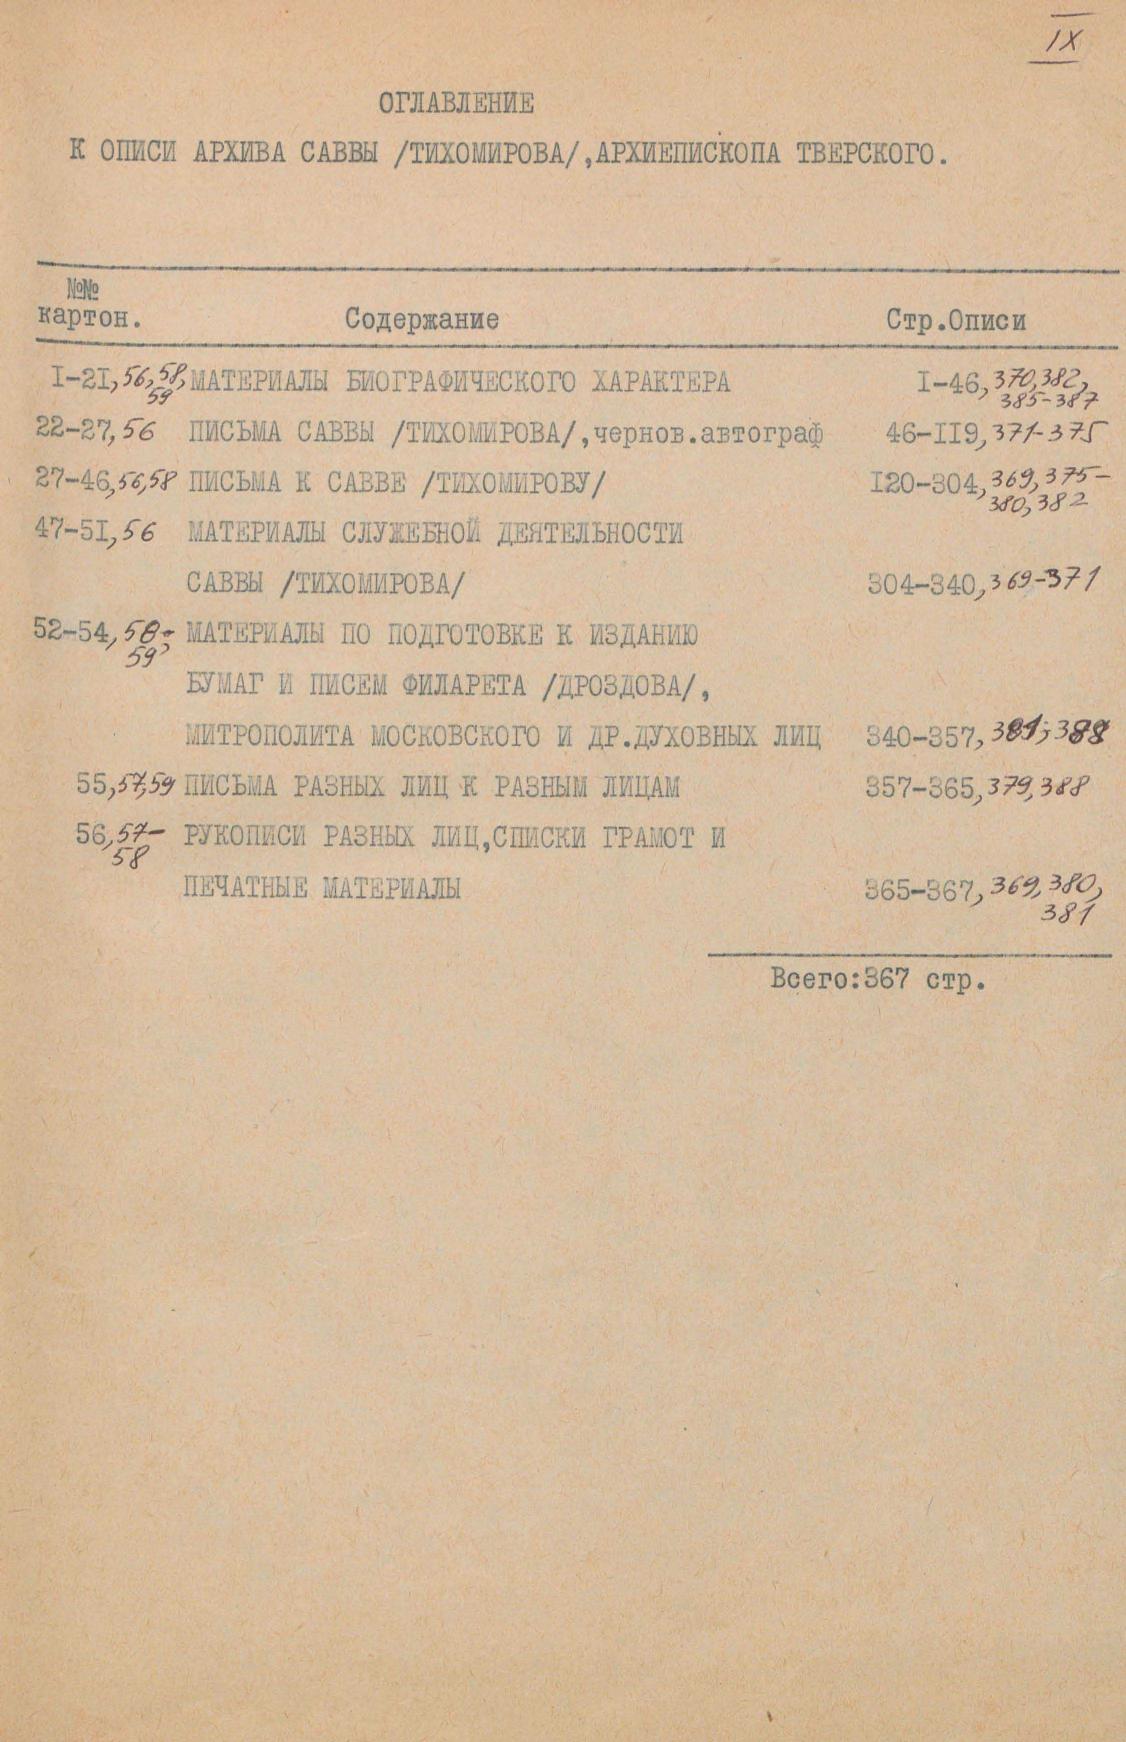 IX
ОГЛАВЛЕНИЕ
К ОПИСИ АРХИВА САВВЫ /ТИХОМИРОВА/,АРХИЕПИСКОПА ТВЕРСКОГО.
№№
картон. Содержание Стр.Описи
I-2I,56,58, МАТЕРИАЛЫ БИОГРАФИЧЕСКОГО ХАРАКТЕРА I-46,370,382,
59 385-387
22-27,56 ПИСЬМА САВВЫ /ТИХОМИРОВА/,чернов.автограф 46-II9,371-375
27-46,56,58 ПИСЬМА К САВВЕ /ТИХОМИРОВУ/ I20-304,369,375-
380,382
47-5I,56 МАТЕРИАЛЫ СЛУЖЕБНОЙ ДЕЯТЕЛЬНОСТИ
САВВЫ /ТИХОМИРОВА/ 304-340,369-371
52-54,58- МАТЕРИАЛЫ ПО ПОДГОТОВКЕ К ИЗДАНИЮ
59
БУМАГ И ПИСЕМ ФИЛАРЕТА /ДРОЗДОВА/,
МИТРОПОЛИТА МОСКОВСКОГО И ДР.ДУХОВНЫХ ЛИЦ 340-357,381,388
55,57,59 ПИСЬМА РАЗНЫХ ЛИЦ К РАЗНЫМ ЛИЦАМ 357-365,379,388
56,57- РУКОПИСИ РАЗНЫХ ЛИЦ,СПИСКИ ГРАМОТ И
58
ПЕЧАТНЫЕ МАТЕРИАЛЫ 365-367,369,380,
381
Всего:367 стр.